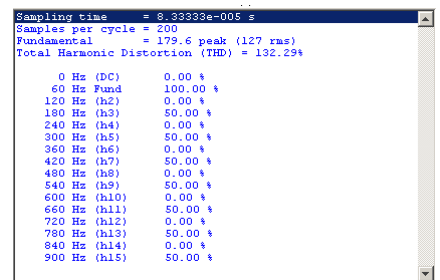 Sampling time = 8.33333e-005 s
Samples per cycle = 200
Fundamental = 179.6 peak (127 rms)
Total Harmonic Distortion (THD) = 132.29%
0 Hz (DC) 0.00 %
60 Hz Fund 100.00 %
120 Hz (h2) 0.00 %
180 Hz (h3) 50.00 %
240 Hz (h4) 0.00 %
300 Hz (h5) 50.00 %
360 Hz (h6) 0.00 %
420 Hz (h7) 50.00 %
480 Hz (h8) 0.00 %
540 Hz (h9) 50.00 %
600 Hz (h10) 0.00 %
660 Hz (h11) 50.00 %
720 Hz (h12) 0.00 %
780 Hz (h13) 50.00 %
840 Hz (h14) 0.00 %
900 Hz (h15) 50.00 %